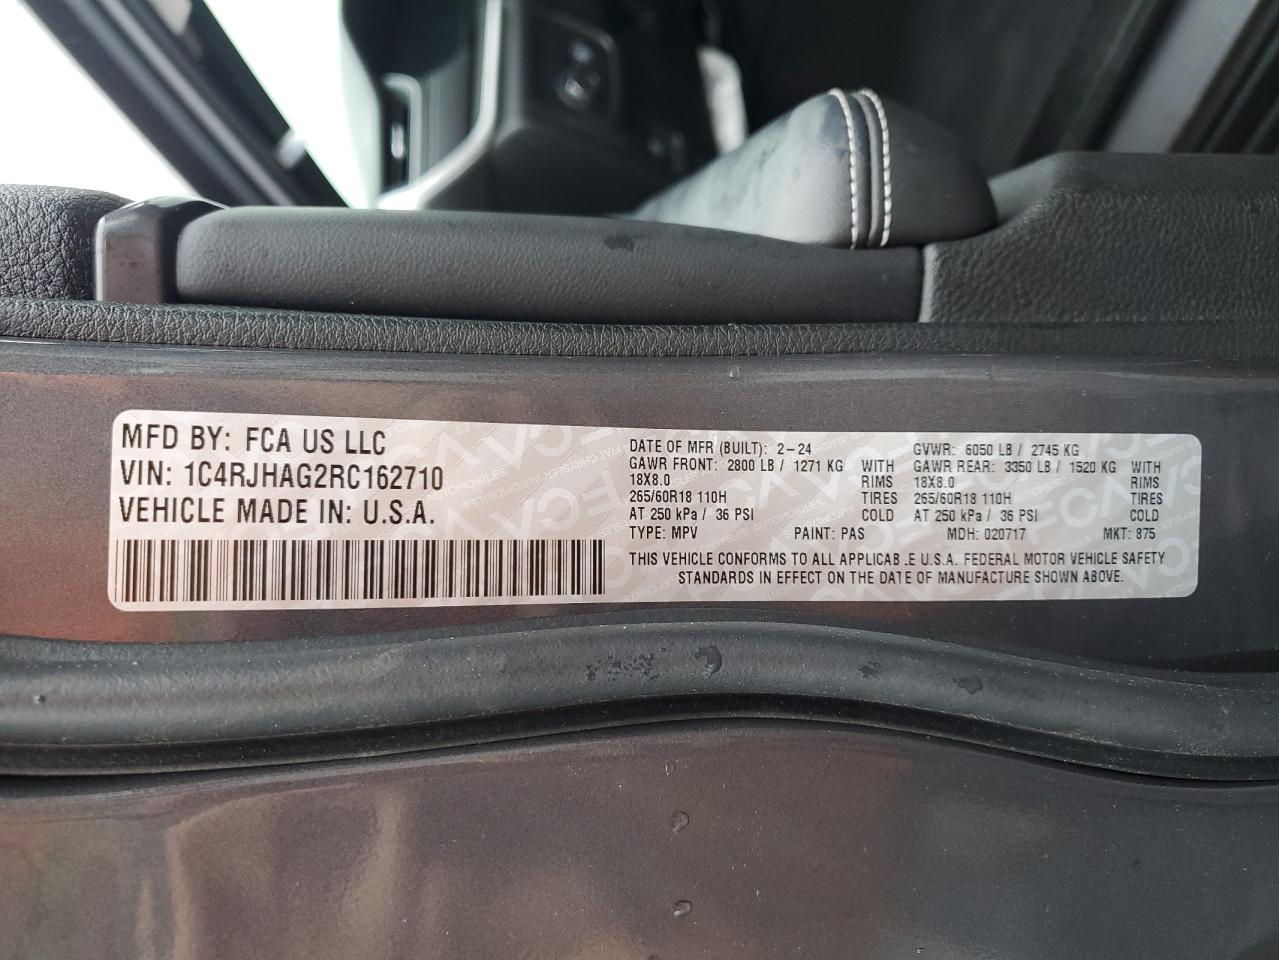 MFD BY: FCA US LLC
VIN: 1C4RJHAG2RC162710
VEHICLE MADE IN: U.S.A.
DATE OF MFR (BUILT): 2-24 GVWR: 6050 LB / 2745 KG
GAWR FRONT: 2800 LB / 1271 KG WITH GAWR REAR: 3350 LB / 1520 KG WITH
18X8.0 RIMS 18X8.0 RIMS
265/60R18 110H TIRES 265/60R18 110H TIRES
AT 250 kPa / 36 PSI COLD AT 250 kPa / 36 PSI COLD
TYPE: MPV PAINT: PAS MDH: 020717 MKT: 875
THIS VEHICLE CONFORMS TO ALL APPLICABLE U.S.A. FEDERAL MOTOR VEHICLE SAFETY
STANDARDS IN EFFECT ON THE DATE OF MANUFACTURE SHOWN ABOVE.